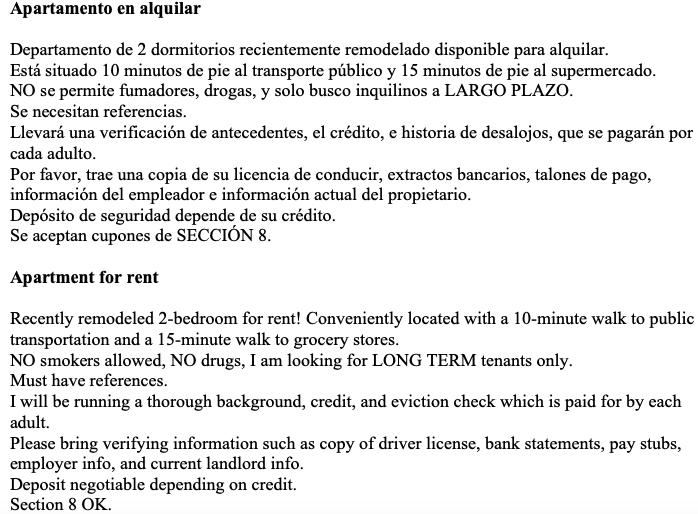 Apartamento en alquilar
Departamento de 2 dormitorios recientemente remodelado disponible para alquilar.
Está situado 10 minutos de pie al transporte público y 15 minutos de pie al supermercado.
NO se permite fumadores, drogas, y solo busco inquilinos a LARGO PLAZO.
Se necesitan referencias.
Llevará una verificación de antecedentes, el crédito, e historia de desalojos, que se pagarán por
cada adulto.
Por favor, trae una copia de su licencia de conducir, extractos bancarios, talones de pago,
información del empleador e información actual del propietario.
Depósito de seguridad depende de su crédito.
Se aceptan cupones de SECCIÓN 8.
Apartment for rent
Recently remodeled 2-bedroom for rent! Conveniently located with a 10-minute walk to public
transportation and a 15-minute walk to grocery stores.
NO smokers allowed, NO drugs, I am looking for LONG TERM tenants only.
Must have references.
I will be running a thorough background, credit, and eviction check which is paid for by each
adult.
Please bring verifying information such as copy of driver license, bank statements, pay stubs,
employer info, and current landlord info.
Deposit negotiable depending on credit.
Section 8 OK.